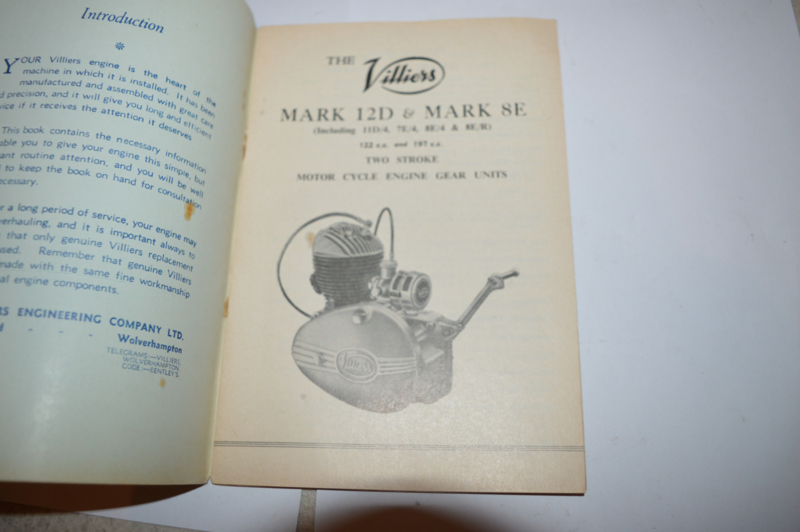 Introduction
YOUR Villiers engine is the heart of the
machine in which it is installed. It has been
manufactured and assembled with great care
precision, and it will give you long and efficient
if it receives the attention it deserves
This book contains the necessary information
you to give your engine this simple, but
routine attention, and you will be well
to keep the book on hand for consultation
a long period of service, your engine may
and it is important always to
that only genuine Villiers replacement
Remember that genuine Villiers
made with the same fine workmanship
engine components.
ENGINEERING COMPANY LTD.
Wolverhampton
TELEGRAMS:—VILLIERS,
WOLVERHAMPTON.
CODE:—BENTLEY'S
THE Villiers
MARK 12D & MARK 8E
(Including 11D/4, 7E/4, 8E/4 & 8E/R)
122 c.c. and 197 c.c.
TWO STROKE
MOTOR CYCLE ENGINE GEAR UNITS
Villiers